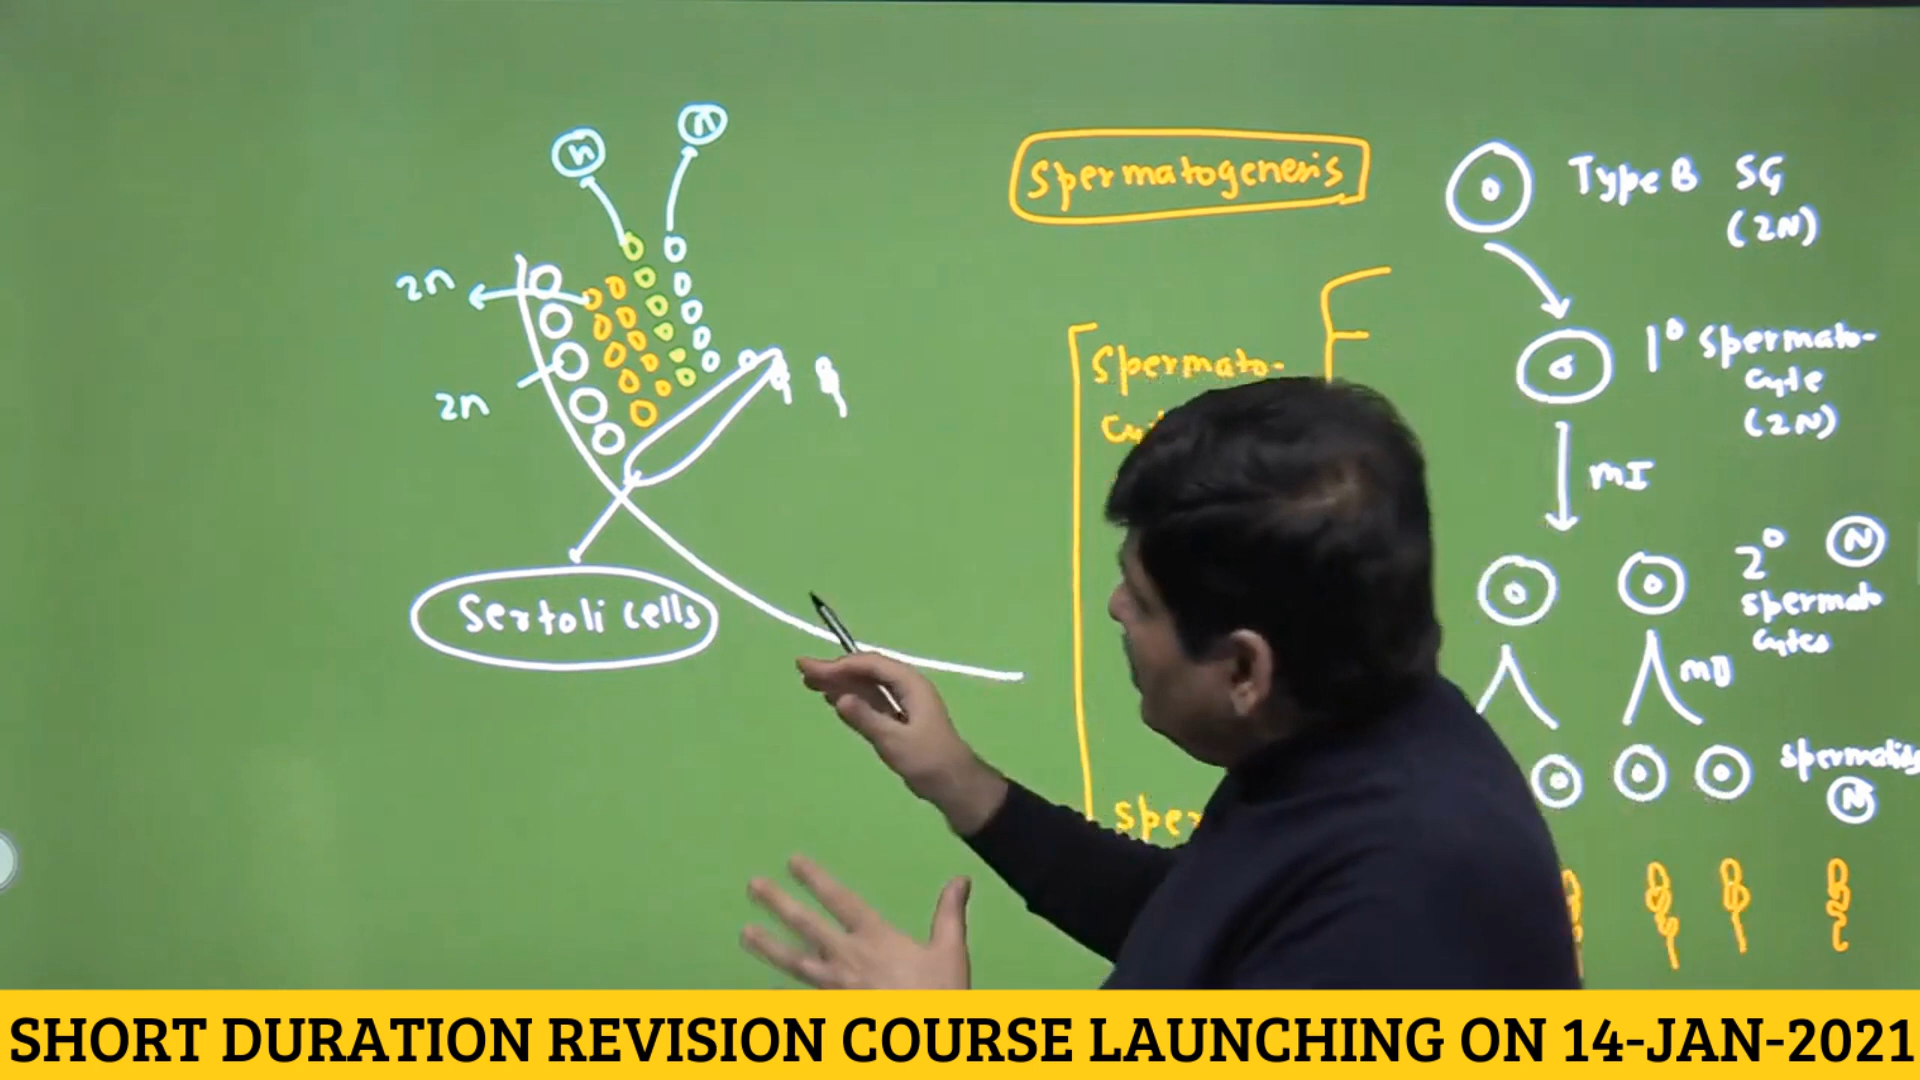 n
n
2n
2n
Sertoli cells
Spermatogenesis
Spermato-
Type B SG
(2N)
1° Spermato-
cyte
(2N)
MI
2° N
Spermato
cytes
MII
Spermatids
N
SHORT DURATION REVISION COURSE LAUNCHING ON 14-JAN-2021